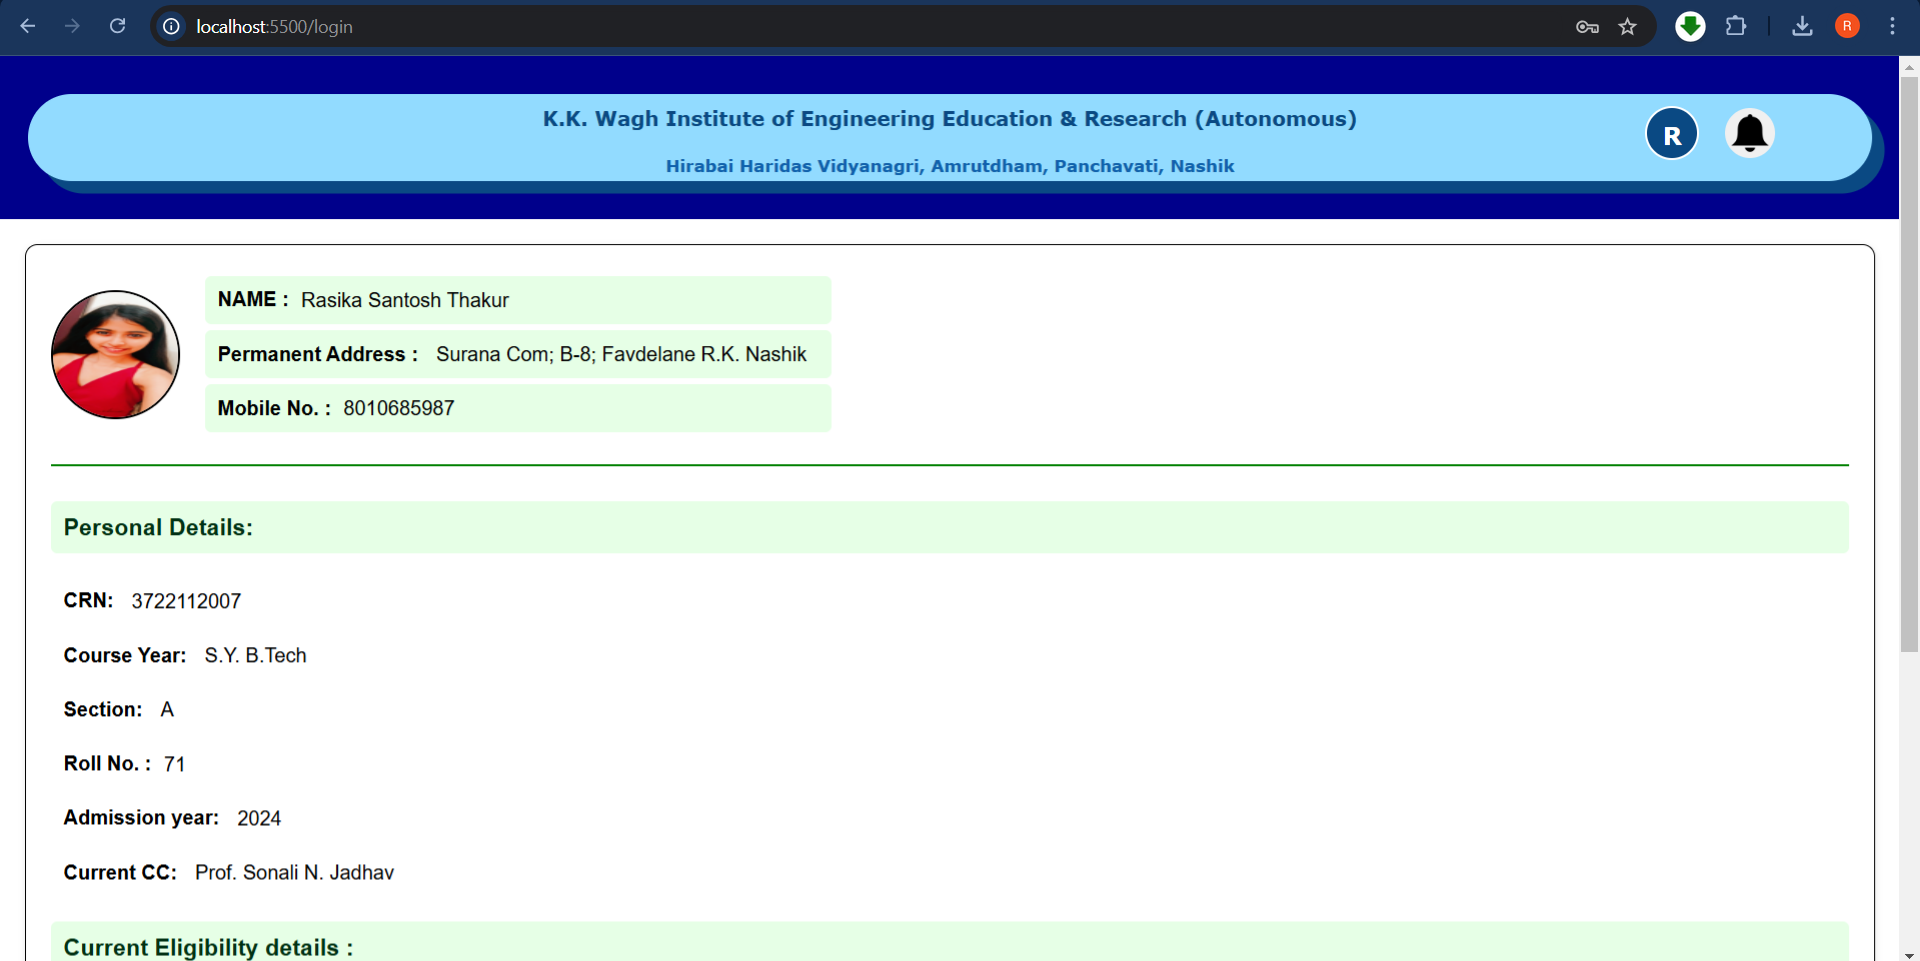 localhost:5500/login
R
K.K. Wagh Institute of Engineering Education & Research (Autonomous)
R
Hirabai Haridas Vidyanagri, Amrutdham, Panchavati, Nashik
NAME : Rasika Santosh Thakur
Permanent Address : Surana Com; B-8; Favdelane R.K. Nashik
Mobile No. : 8010685987
Personal Details:
CRN: 3722112007
Course Year: S.Y. B.Tech
Section: A
Roll No. : 71
Admission year: 2024
Current CC: Prof. Sonali N. Jadhav
Current Eligibility details :